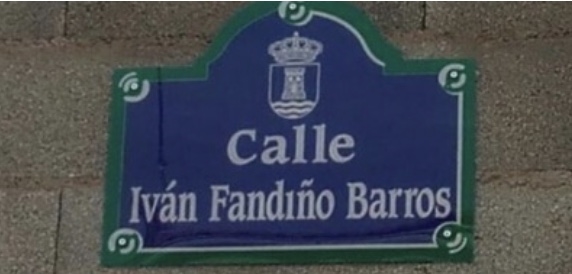 Calle
Iván Fandiño Barros